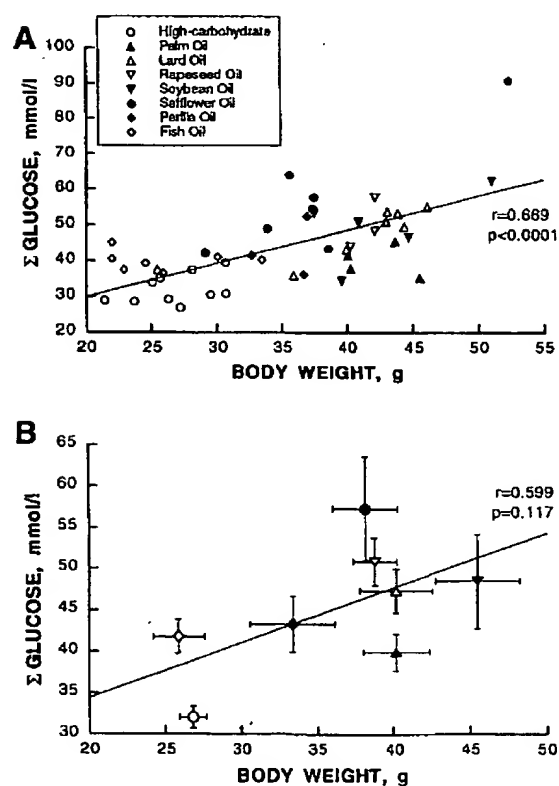 A
High-carbohydrate
Palm Oil
Lard Oil
Rapeseed Oil
Soybean Oil
Safflower Oil
Perilla Oil
Fish Oil
Σ GLUCOSE, mmol/l
100
90
80
70
60
50
40
30
20
r=0.689
p<0.0001
20 25 30 35 40 45 50 55
BODY WEIGHT, g
B
Σ GLUCOSE, mmol/l
65
60
55
50
45
40
35
30
r=0.599
p=0.117
20 25 30 35 40 45 50
BODY WEIGHT, g